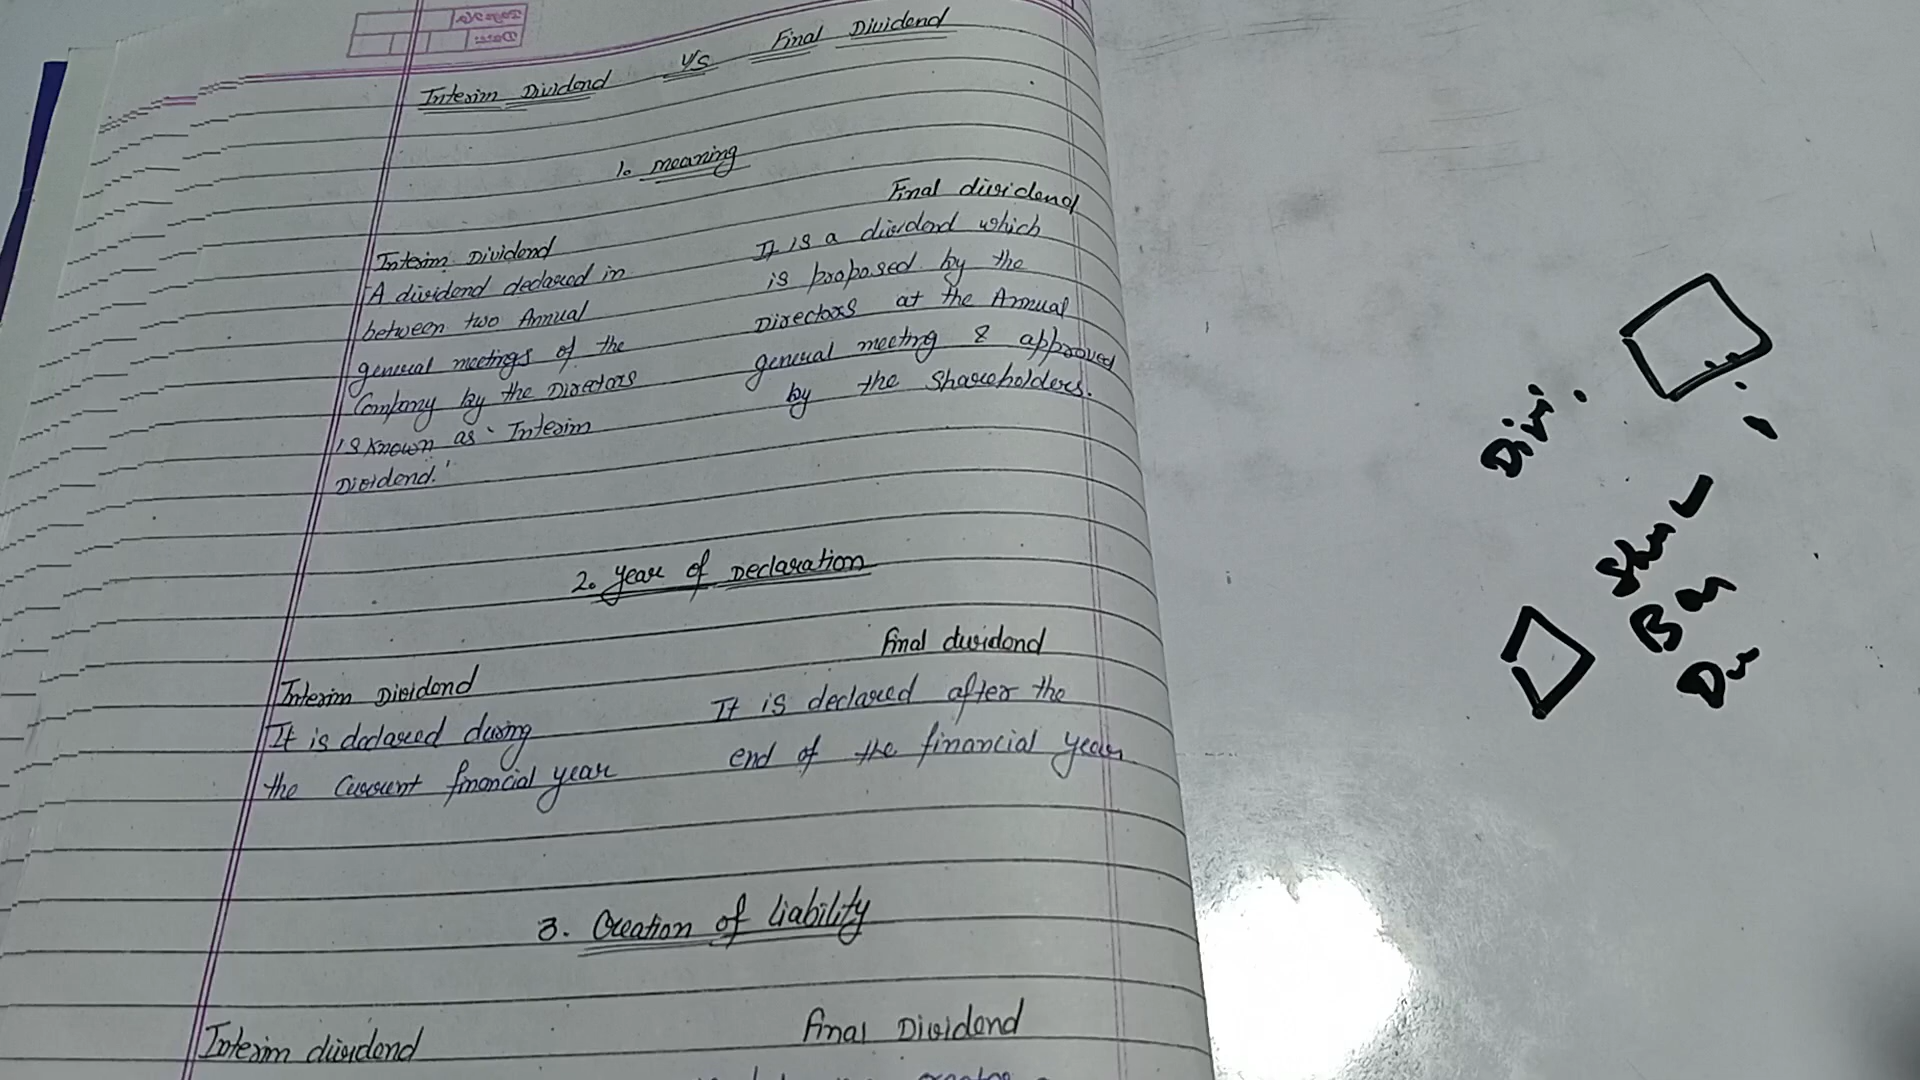 Interim Dividend V/S Final Dividend
1. meaning
Interim Dividend
A dividend declared in
between two Annual
general meetings of the
Company by the Directors
is known as 'Interim
Dividend.'
Final dividend
It is a dividend which
is proposed by the
Directors at the Annual
general meeting & approved
by the Shareholders.
2. year of Declaration
Interim Dividend
It is declared during
the Current financial year
final dividend
It is declared after the
end of the financial year
3. Creation of liability
Interim dividend
final Dividend
Divi.